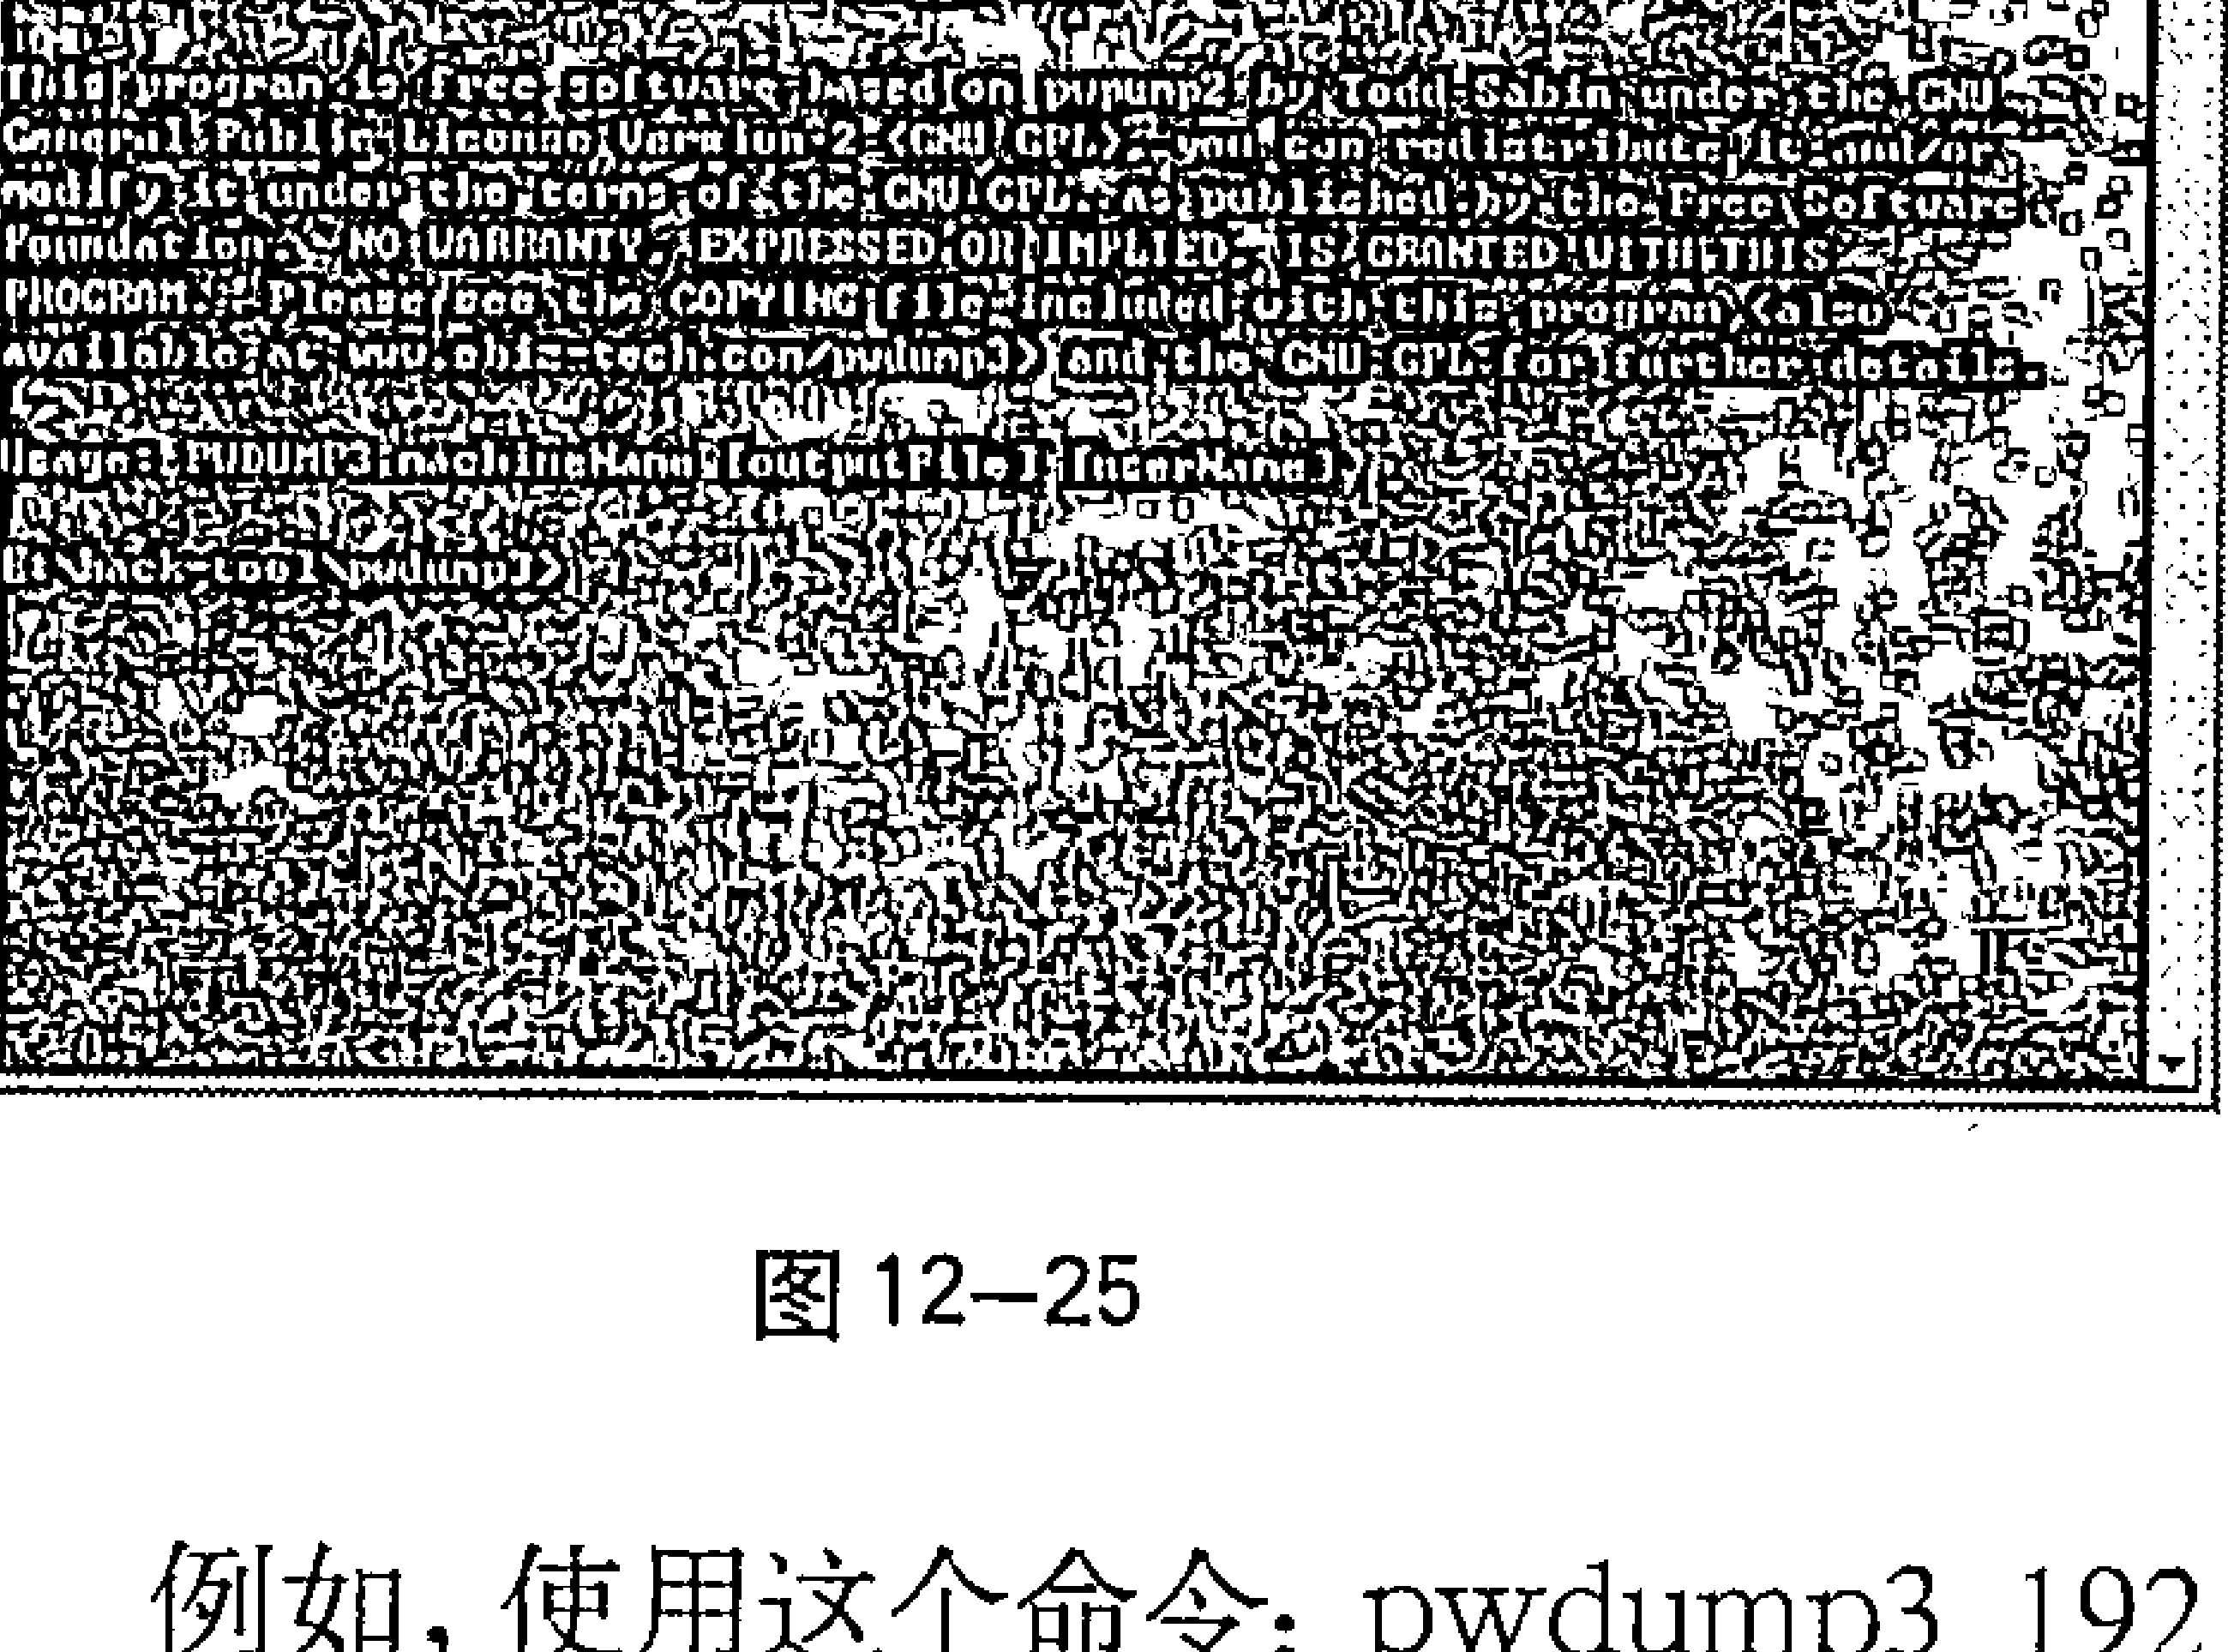 This program is free software based on pwpump2 by Todd Sabin under the GNU
General Public License Version 2 <GNU GPL>, you can redistribute it and/or
modify it under the terms of the GNU GPL, as published by the Free Software
Foundation. NO WARRANTY, EXPRESSED OR IMPLIED, IS GRANTED WITH THIS
PROGRAM. Please see the COPYING file included with this program <also
available at www.ebiz-tech.com/pwdump3> and the GNU GPL for further details.
Usage: PWDUMP3 machineName [outputFile] [userName]
E:\hack-tool\pwdump3>
图12-25
例如，使用这个命令：pwdump3 192